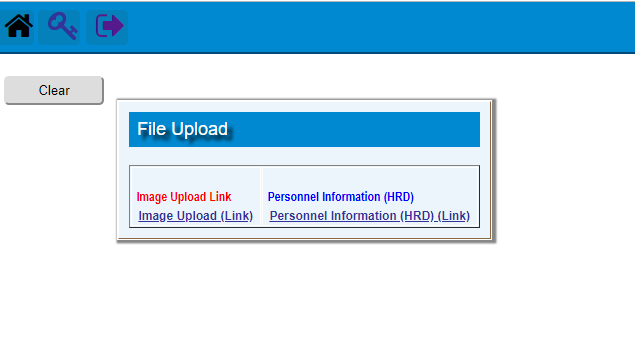 Clear
File Upload
Image Upload Link
Personnel Information (HRD)
Image Upload (Link)
Personnel Information (HRD) (Link)